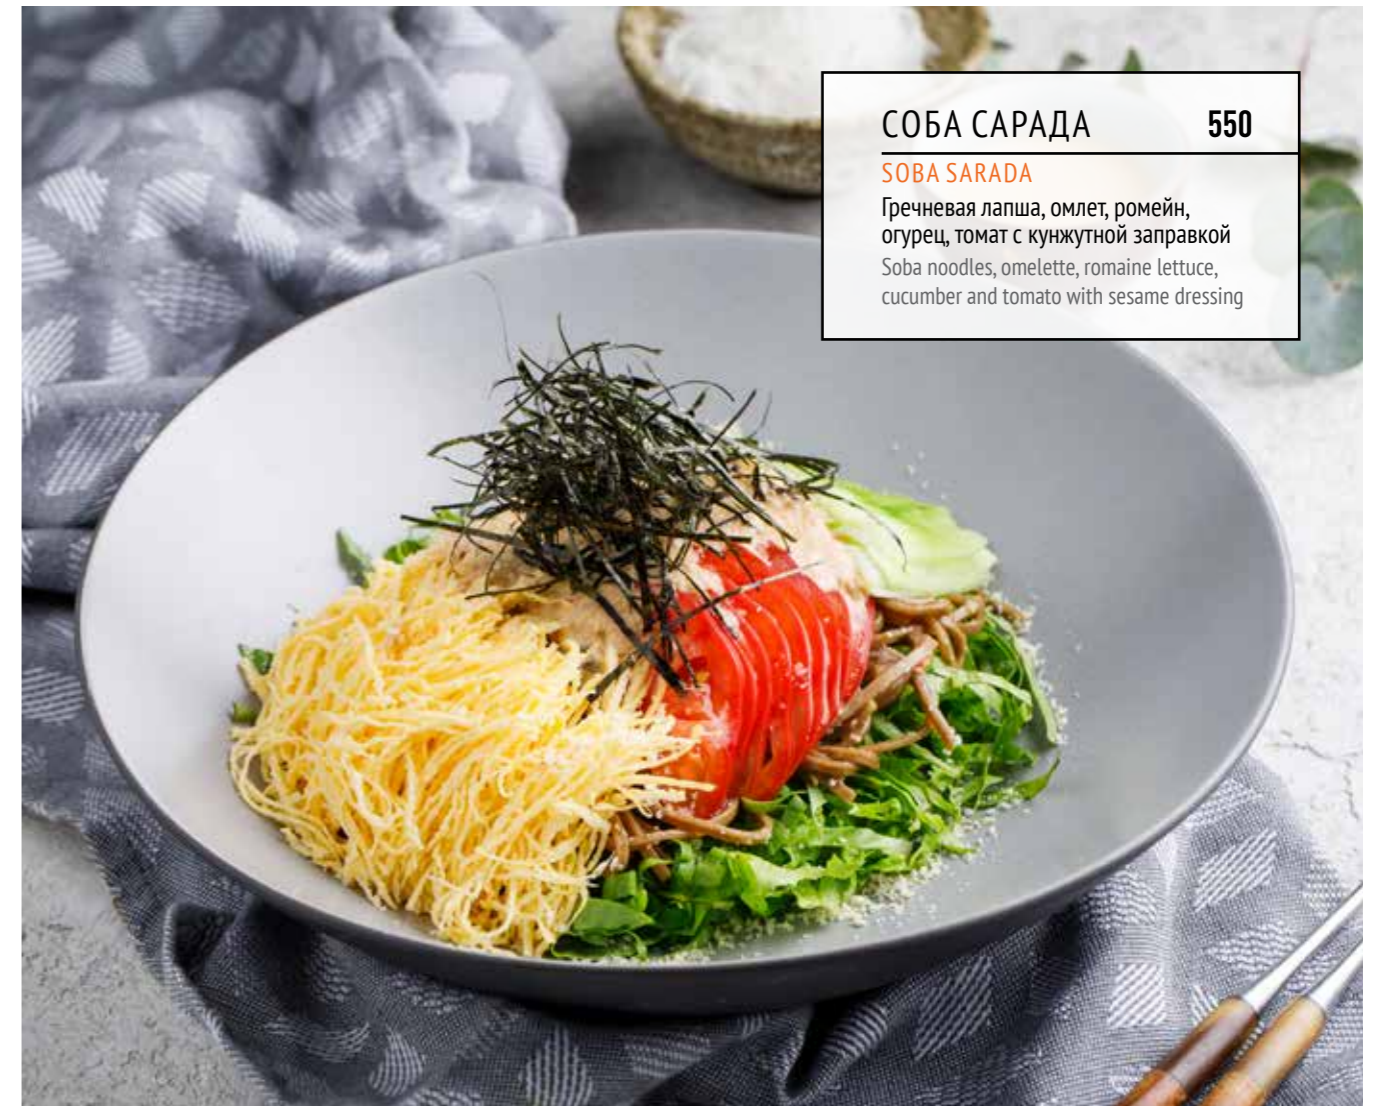 СОБА САРАДА 550
SOBA SARADA
Гречневая лапша, омлет, ромейн,
огурец, томат с кунжутной заправкой
Soba noodles, omelette, romaine lettuce,
cucumber and tomato with sesame dressing